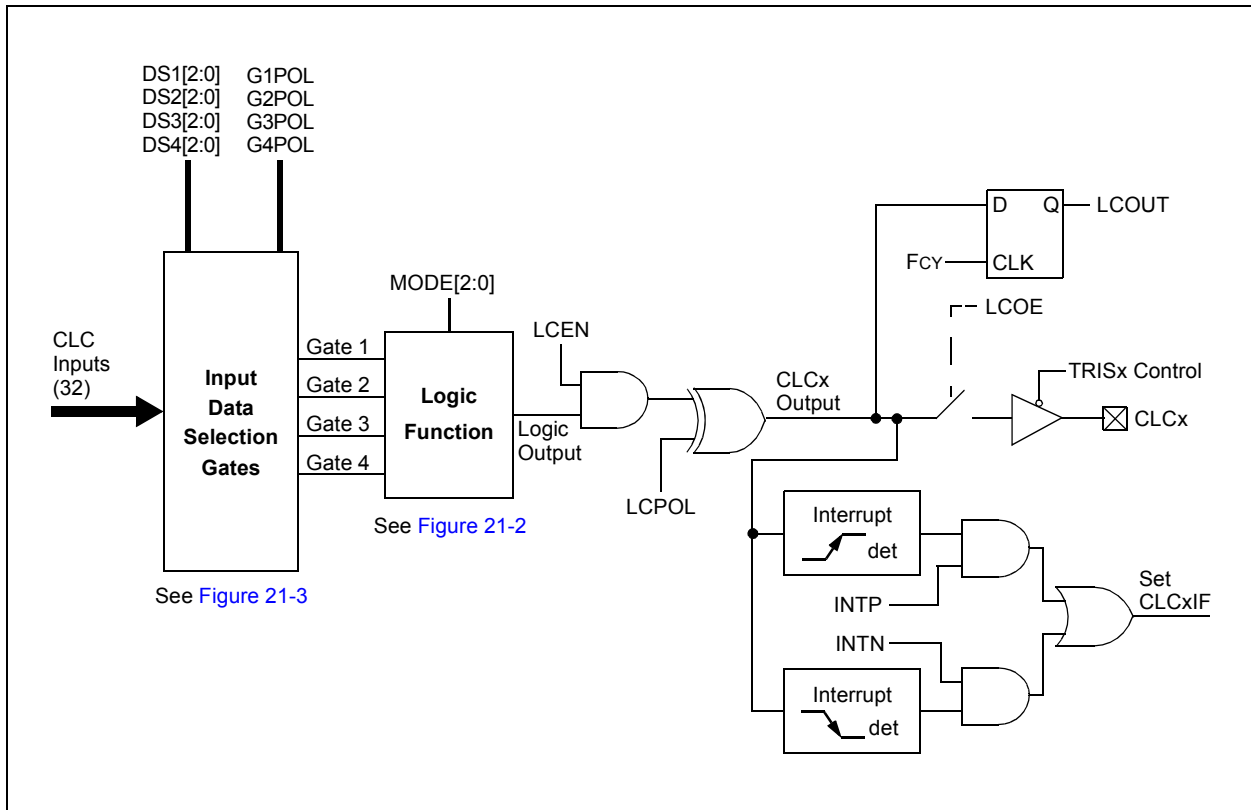 DS1[2:0] G1POL
DS2[2:0] G2POL
DS3[2:0] G3POL
DS4[2:0] G4POL
D Q LCOUT
FCY CLK
MODE[2:0]
LCOE
LCEN
CLC
Inputs
(32)
Input
Data
Selection
Gates
Gate 1
Gate 2
Gate 3
Gate 4
Logic
Function
Logic
Output
CLCx
Output
TRISx Control
CLCx
LCPOL
See Figure 21-2
See Figure 21-3
Interrupt
det
INTP
INTN
Set
CLCxIF
Interrupt
det